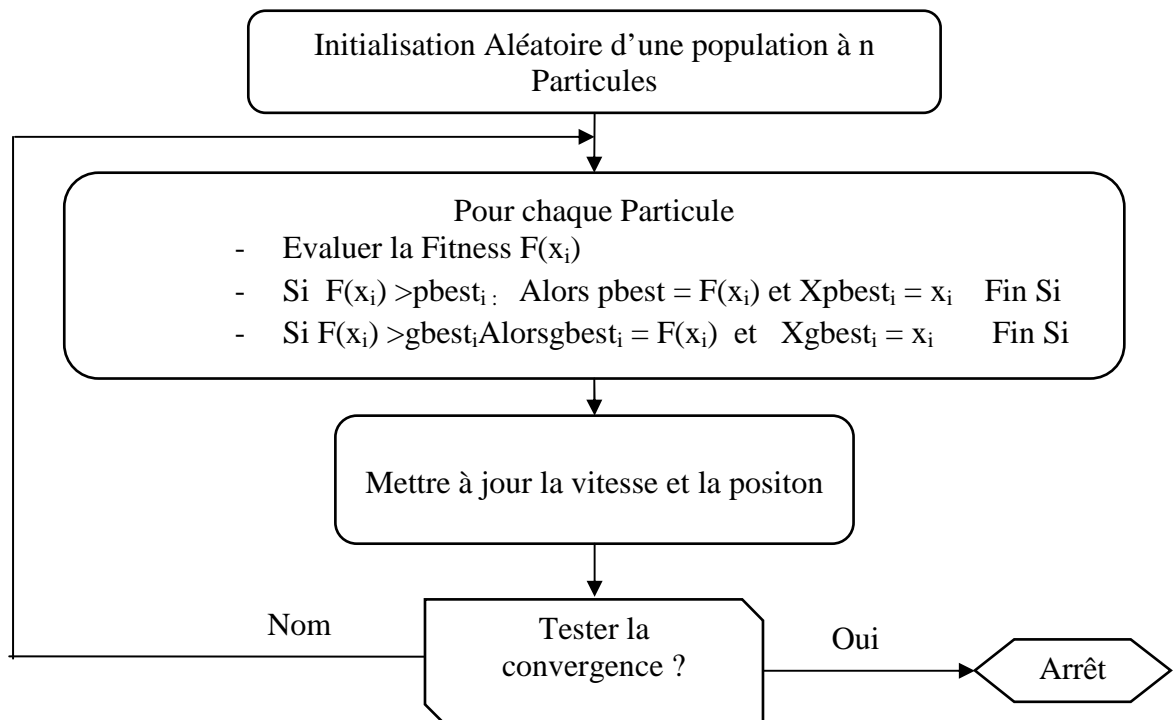 Initialisation Aléatoire d’une population à n
Particules
Pour chaque Particule
- Evaluer la Fitness F(xᵢ)
- Si F(xᵢ) >pbestᵢ : Alors pbest = F(xᵢ) et Xpbestᵢ = xᵢ Fin Si
- Si F(xᵢ) >gbestᵢAlorsgbestᵢ = F(xᵢ) et Xgbestᵢ = xᵢ Fin Si
Mettre à jour la vitesse et la positon
Nom
Tester la
convergence ?
Oui
Arrêt